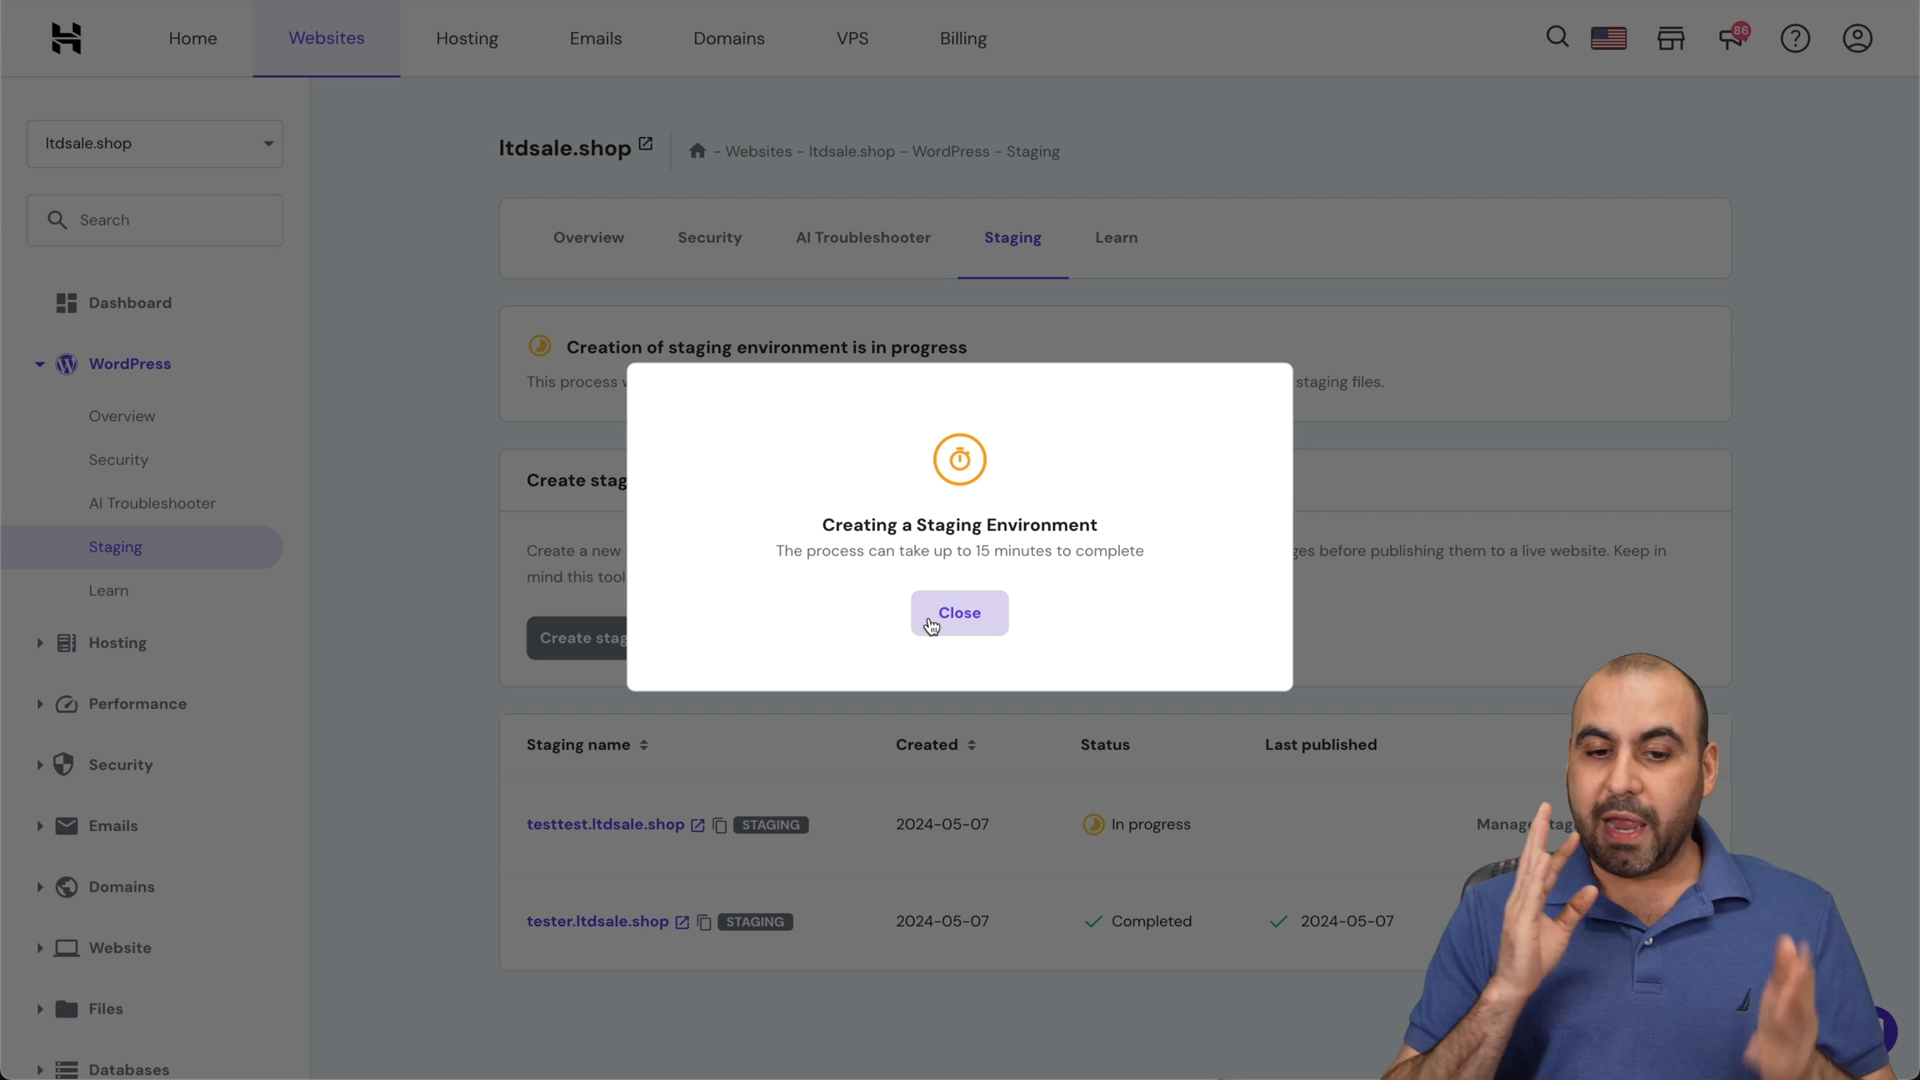 Home
Websites
Hosting
Emails
Domains
VPS
Billing
86
ltdsale.shop
Search
Dashboard
WordPress
Overview
Security
AI Troubleshooter
Staging
Learn
Hosting
Performance
Security
Emails
Domains
Website
Files
Databases
ltdsale.shop
- Websites - ltdsale.shop - WordPress - Staging
Overview
Security
AI Troubleshooter
Staging
Learn
Creation of staging environment is in progress
This process
staging files.
Create stag
Create a new
ges before publishing them to a live website. Keep in
mind this tool
Create stag
Creating a Staging Environment
The process can take up to 15 minutes to complete
Close
Staging name
Created
Status
Last published
testtest.ltdsale.shop
STAGING
2024-05-07
In progress
Manage
tester.ltdsale.shop
STAGING
2024-05-07
Completed
2024-05-07